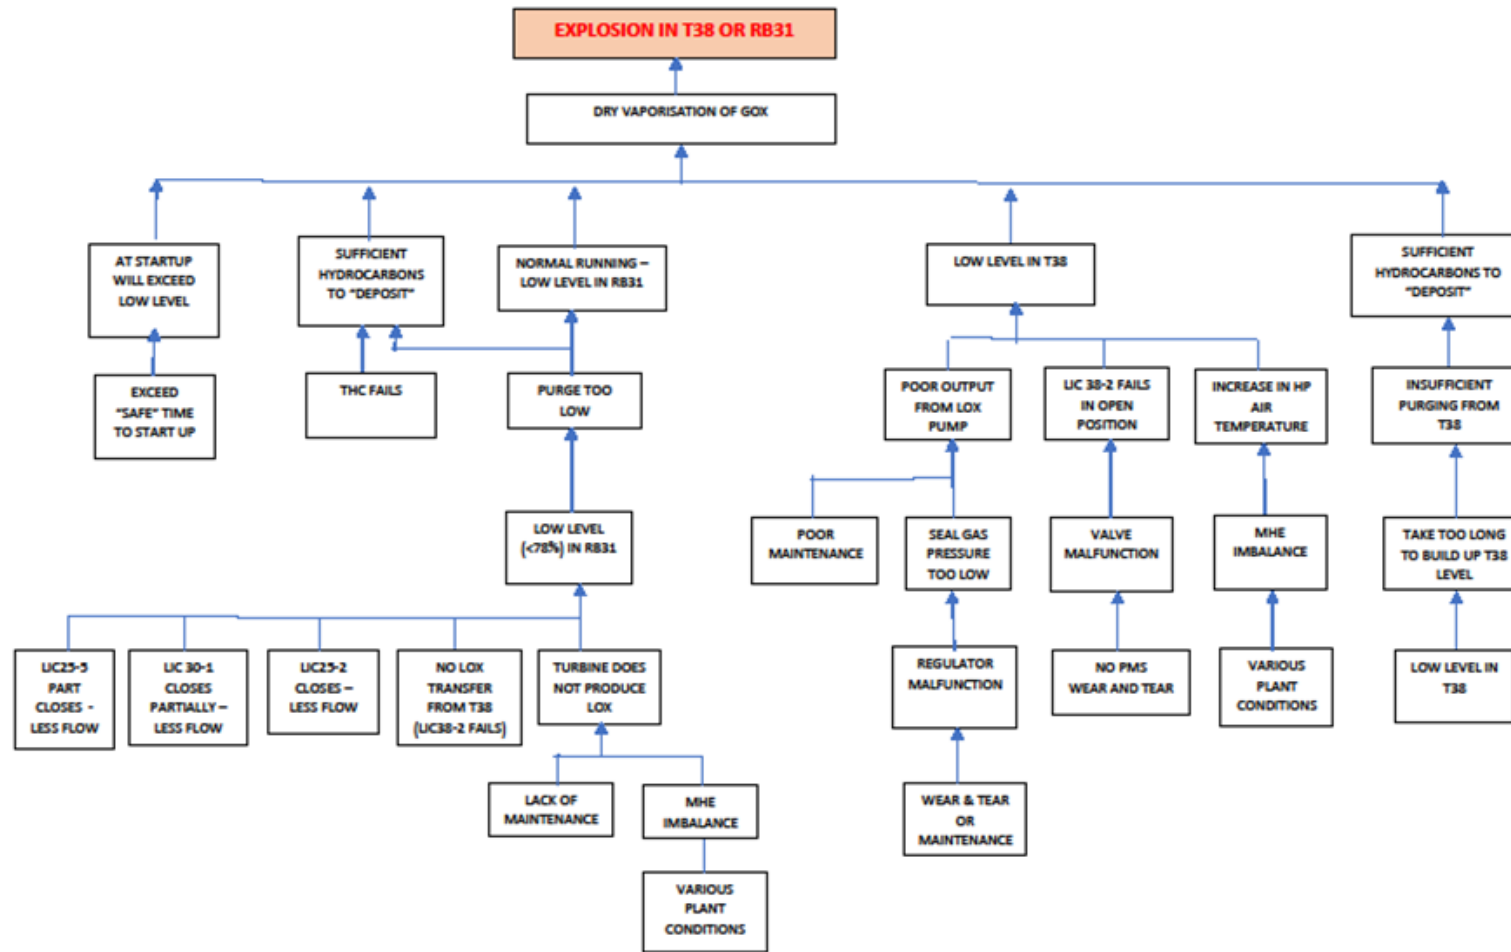 EXPLOSION IN T38 OR RB31
DRY VAPORISATION OF GOX
AT STARTUP
WILL EXCEED
LOW LEVEL
SUFFICIENT
HYDROCARBONS
TO "DEPOSIT"
NORMAL RUNNING –
LOW LEVEL IN RB31
LOW LEVEL IN T38
SUFFICIENT
HYDROCARBONS TO
"DEPOSIT"
EXCEED
"SAFE" TIME
TO START UP
THC FAILS
PURGE TOO
LOW
POOR OUTPUT
FROM LOX
PUMP
LIC 38-2 FAILS
IN OPEN
POSITION
INCREASE IN HP
AIR
TEMPERATURE
INSUFFICIENT
PURGING FROM
T38
LOW LEVEL
(<78%) IN RB31
POOR
MAINTENANCE
SEAL GAS
PRESSURE
TOO LOW
VALVE
MALFUNCTION
MHE
IMBALANCE
TAKE TOO LONG
TO BUILD UP T38
LEVEL
LIC25-5
PART
CLOSES -
LESS FLOW
LIC 30-1
CLOSES
PARTIALLY –
LESS FLOW
LIC25-2
CLOSES –
LESS FLOW
NO LOX
TRANSFER
FROM T38
(LIC38-2 FAILS)
TURBINE DOES
NOT PRODUCE
LOX
REGULATOR
MALFUNCTION
NO PMS
WEAR AND TEAR
VARIOUS
PLANT
CONDITIONS
LOW LEVEL IN
T38
LACK OF
MAINTENANCE
MHE
IMBALANCE
WEAR & TEAR
OR
MAINTENANCE
VARIOUS
PLANT
CONDITIONS